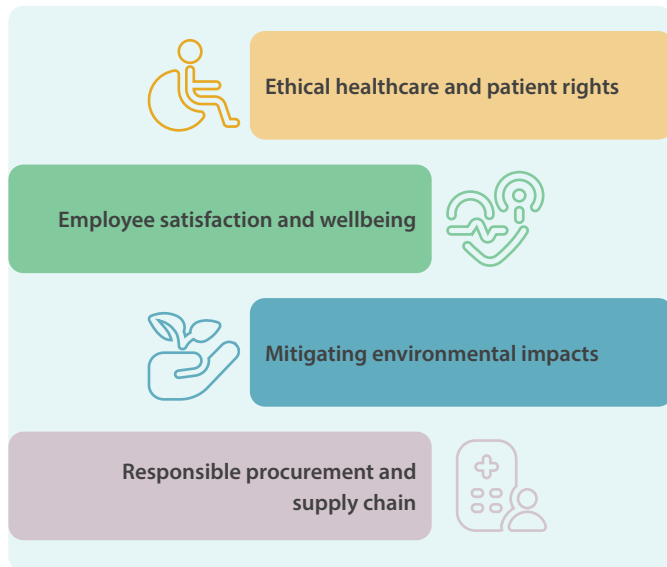 Ethical healthcare and patient rights
Employee satisfaction and wellbeing
Mitigating environmental impacts
Responsible procurement and
supply chain